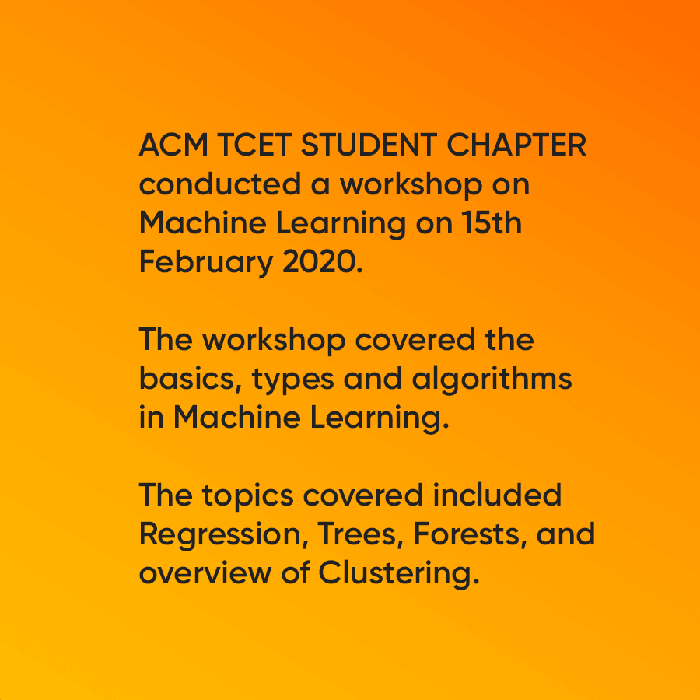 ACM TCET STUDENT CHAPTER
conducted a workshop on
Machine Learning on 15th
February 2020.
The workshop covered the
basics, types and algorithms
in Machine Learning.
The topics covered included
Regression, Trees, Forests, and
overview of Clustering.